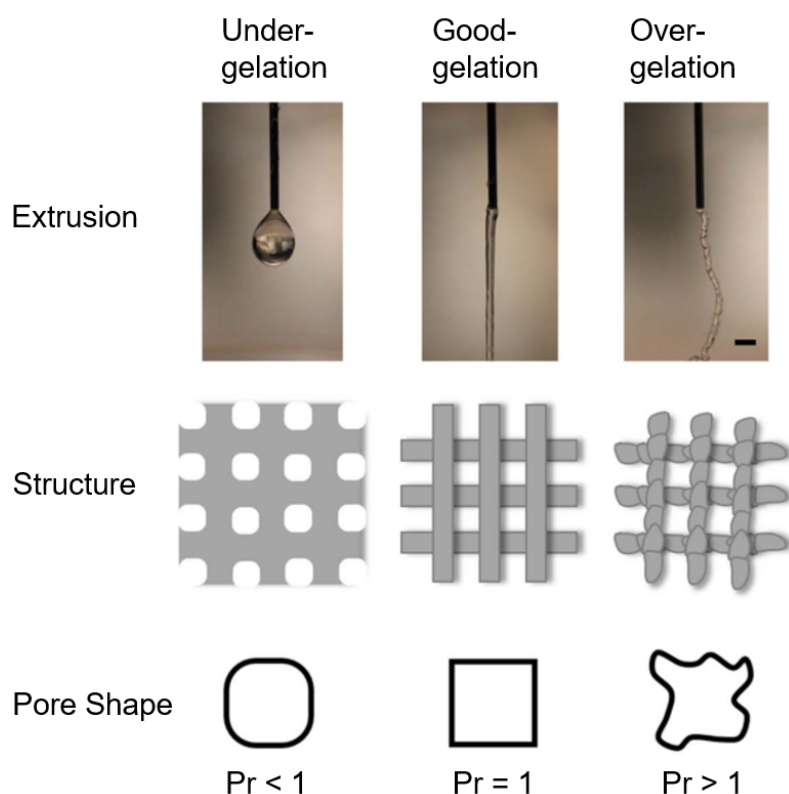 Under-
gelation
Good-
gelation
Over-
gelation
Extrusion
Structure
Pore Shape
Pr < 1
Pr = 1
Pr > 1